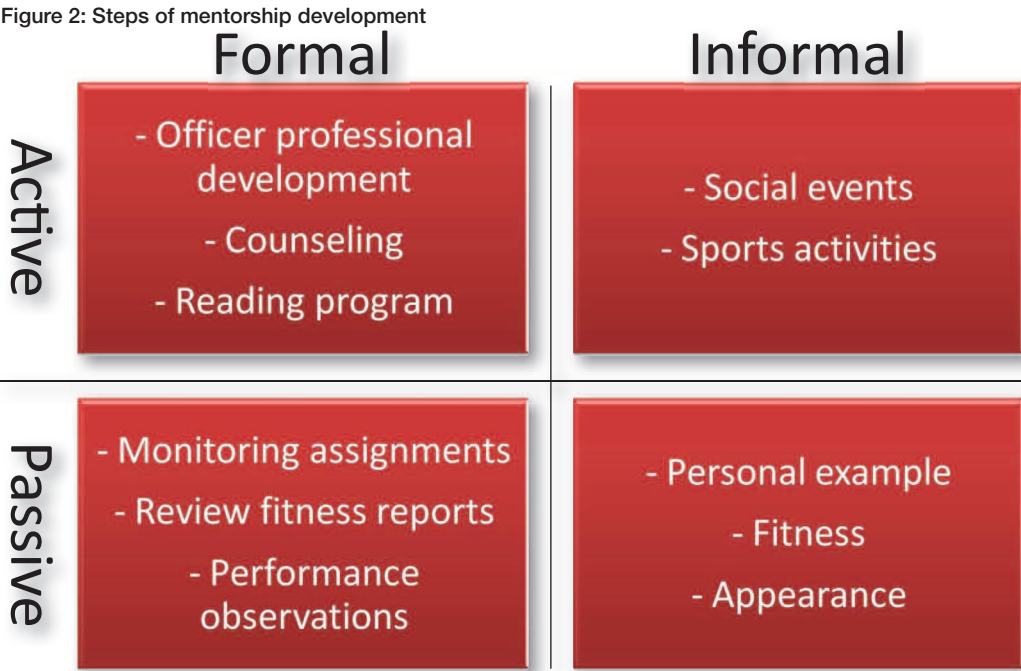 Figure 2: Steps of mentorship development
Formal
Informal
Active
- Officer professional
development
- Counseling
- Reading program
- Social events
- Sports activities
Passive
- Monitoring assignments
- Review fitness reports
- Performance
observations
- Personal example
- Fitness
- Appearance